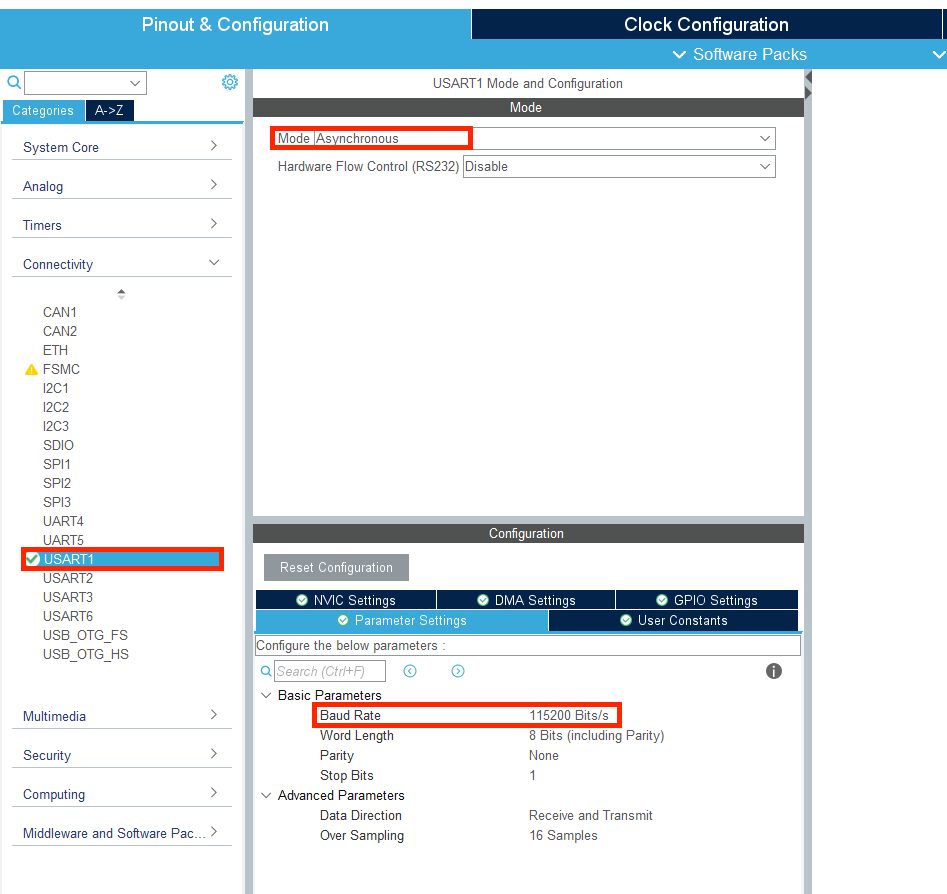 Pinout & Configuration
Clock Configuration
Software Packs
Categories
A->Z
System Core
Analog
Timers
Connectivity
CAN1
CAN2
ETH
FSMC
I2C1
I2C2
I2C3
SDIO
SPI1
SPI2
SPI3
UART4
UART5
USART1
USART2
USART3
USART6
USB_OTG_FS
USB_OTG_HS
Multimedia
Security
Computing
Middleware and Software Pac...
USART1 Mode and Configuration
Mode
Mode Asynchronous
Hardware Flow Control (RS232) Disable
Configuration
Reset Configuration
NVIC Settings
DMA Settings
GPIO Settings
Parameter Settings
User Constants
Configure the below parameters :
Search (Ctrl+F)
Basic Parameters
Baud Rate 115200 Bits/s
Word Length 8 Bits (including Parity)
Parity None
Stop Bits 1
Advanced Parameters
Data Direction Receive and Transmit
Over Sampling 16 Samples